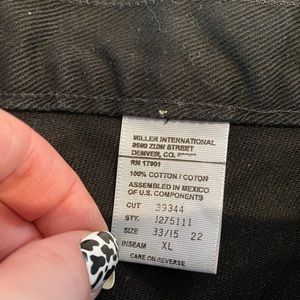 MILLER INTERNATIONAL
8500 ZUNI STREET
DENVER, CO.
RN 17901
100% COTTON / COTON
ASSEMBLED IN MEXICO
OF U.S. COMPONENTS
CUT 39344
STY. J275111
SIZE 33/15 22
INSEAM XL
CARE ON REVERSE